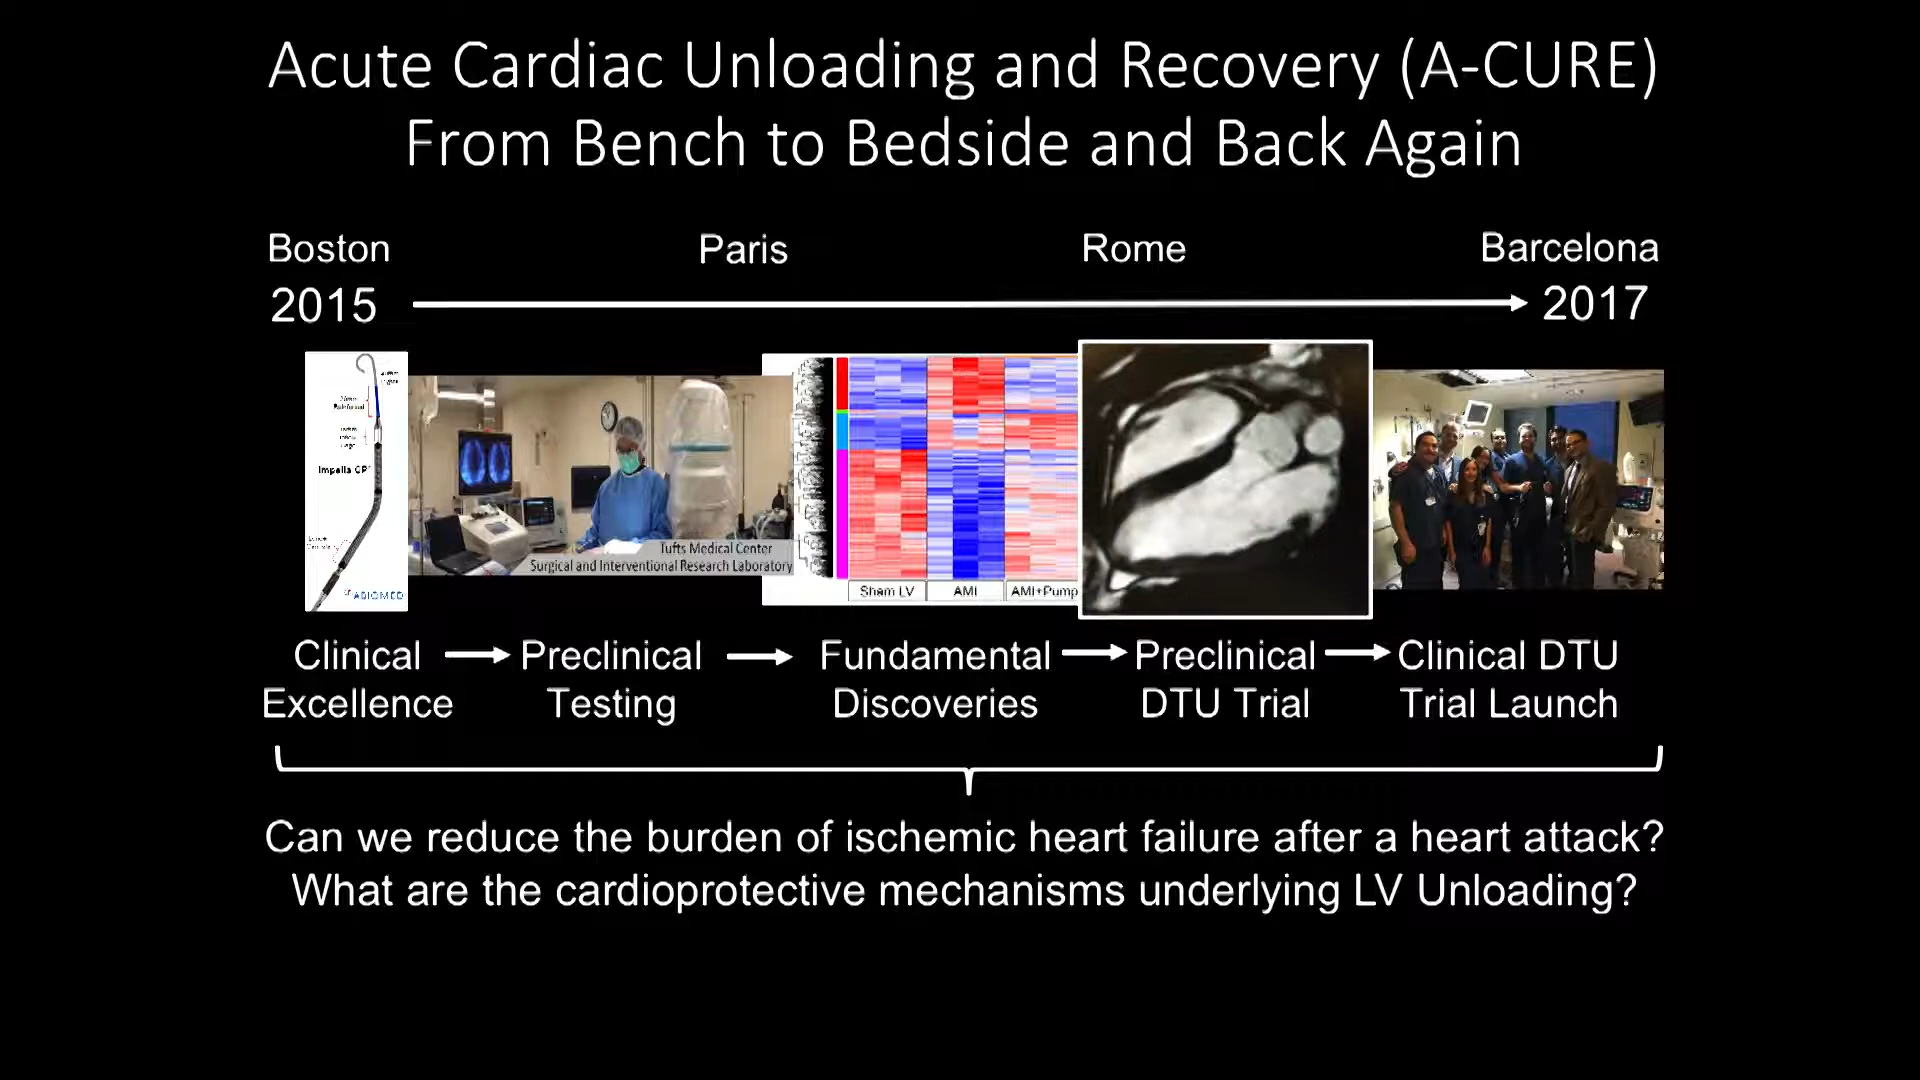 Acute Cardiac Unloading and Recovery (A-CURE)
From Bench to Bedside and Back Again
Boston Paris Rome Barcelona
2015 2017
Impella CP
ABIOMED
Tufts Medical Center
Surgical and Interventional Research Laboratory
Sham LV AMI AMI+Pump
Clinical Preclinical Fundamental Preclinical Clinical DTU
Excellence Testing Discoveries DTU Trial Trial Launch
Can we reduce the burden of ischemic heart failure after a heart attack?
What are the cardioprotective mechanisms underlying LV Unloading?